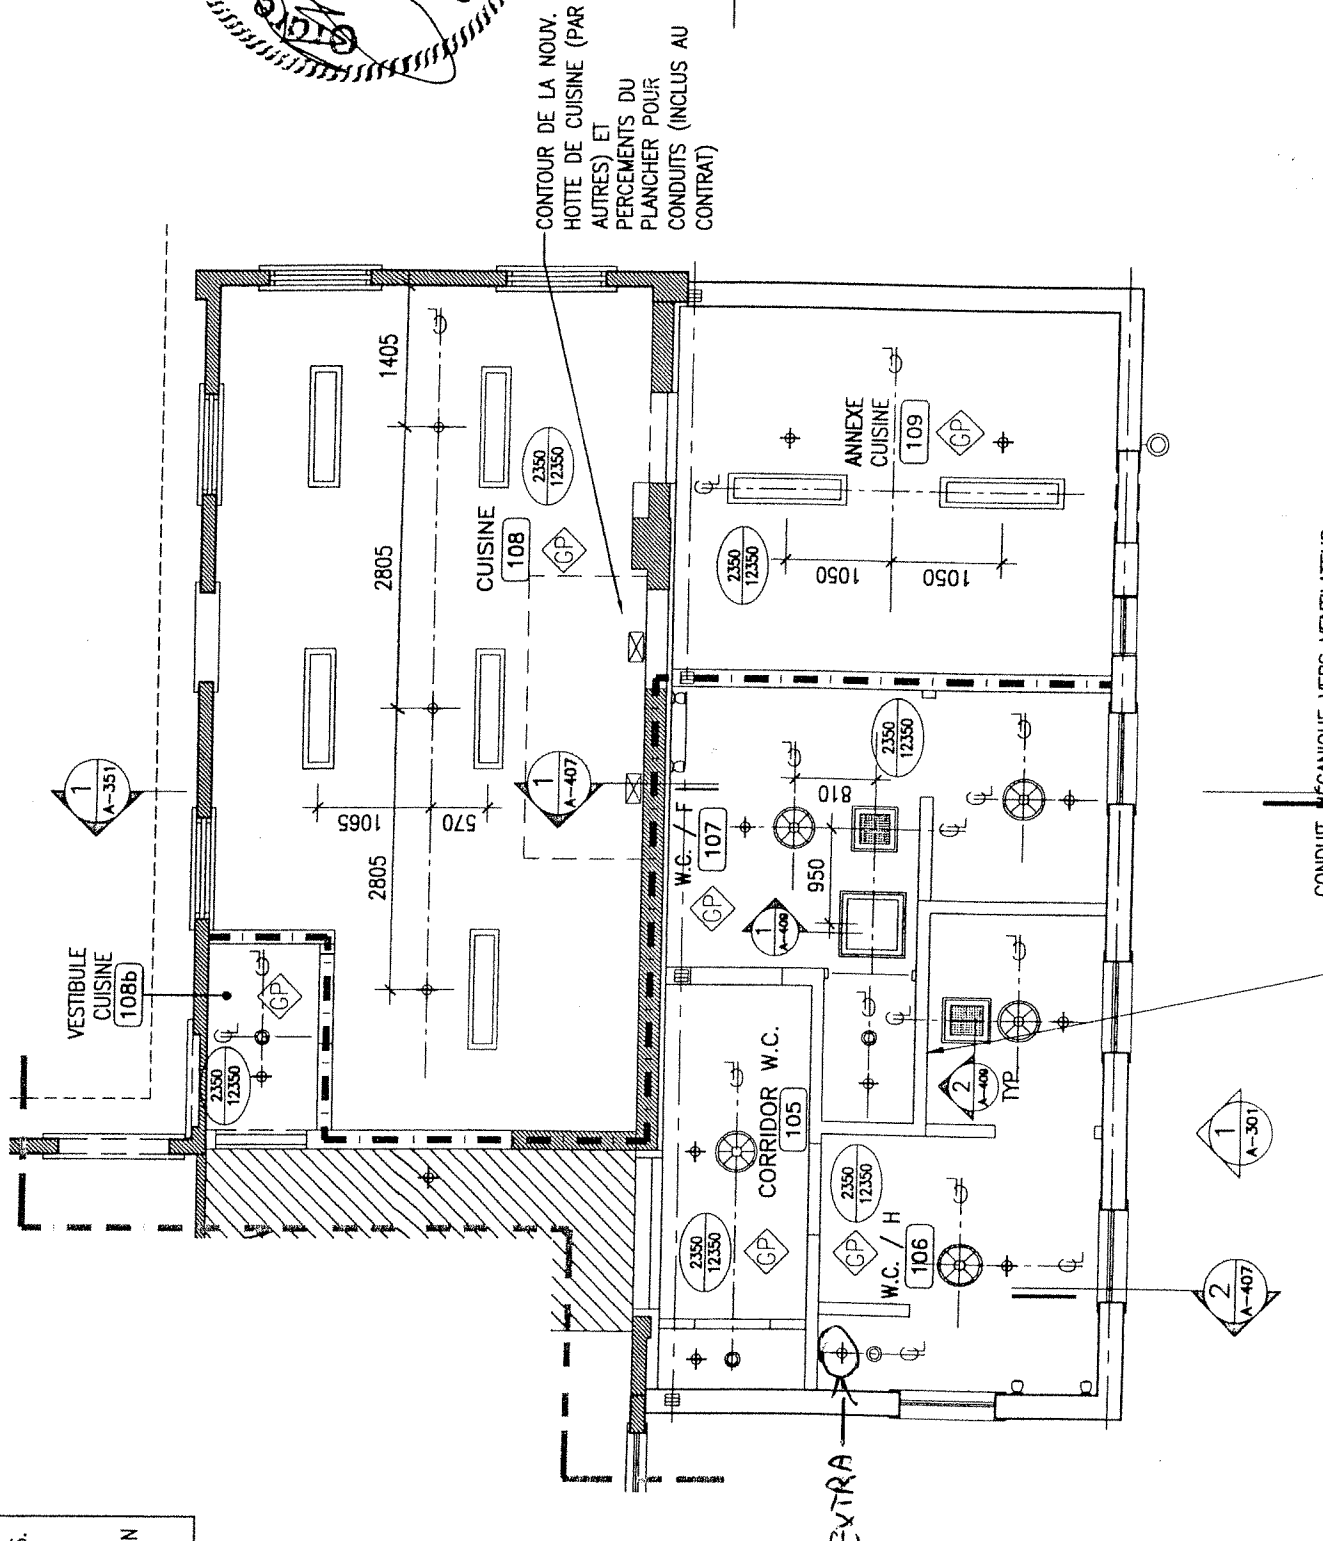 CONTOUR DE LA NOUV.
HOTTE DE CUISINE (PAR
AUTRES) ET
PERCEMENTS DU
PLANCHER POUR
CONDUITS (INCLUS AU
CONTRAT)
1
A-351
VESTIBULE
CUISINE
108b
GP
2350
12350
1405
2805
2805
1065
570
CUISINE
108
GP
2350
12350
1
A-407
ANNEXE
CUISINE
109
GP
2350
12350
1050
1050
W.C. / F
107
GP
2350
12350
810
950
1
A-409
CORRIDOR W.C.
105
GP
2350
12350
2
A-409
TYP
W.C. / H
106
GP
2350
12350
1
A-301
2
A-407
EXTRA
S.
N